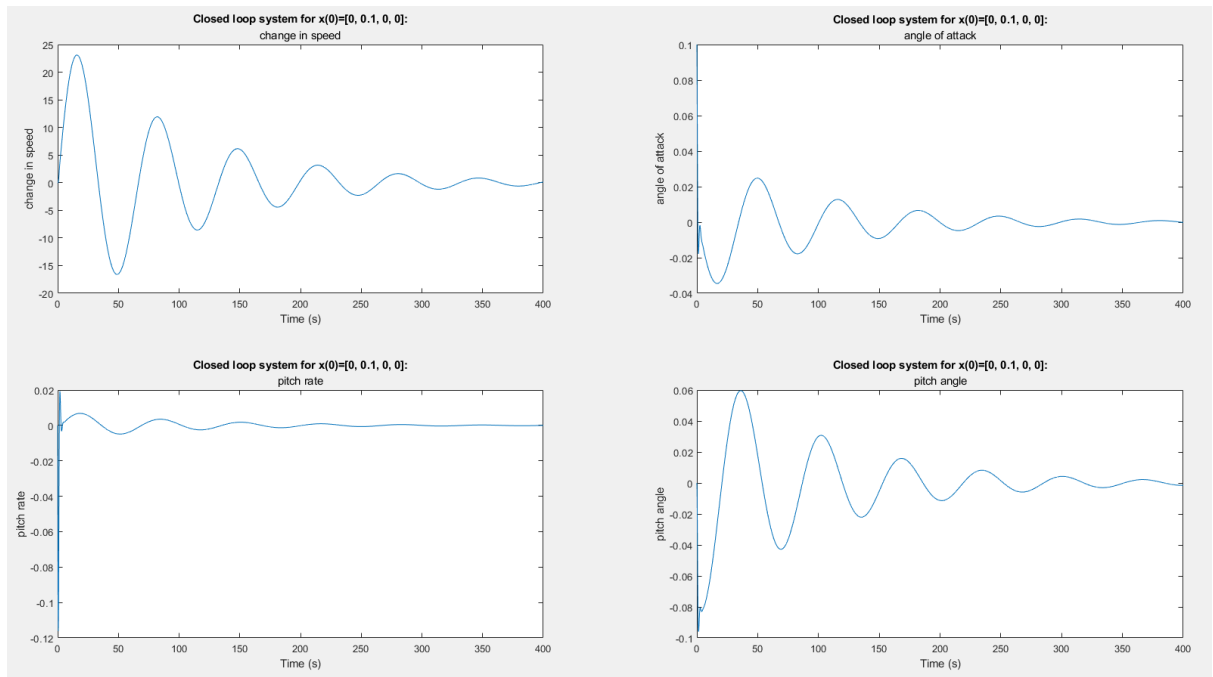 Closed loop system for x(0)=[0, 0.1, 0, 0]:
change in speed
25
20
15
10
5
0
-5
-10
-15
-20
change in speed
0 50 100 150 200 250 300 350 400
Time (s)
Closed loop system for x(0)=[0, 0.1, 0, 0]:
angle of attack
0.1
0.08
0.06
0.04
0.02
0
-0.02
-0.04
angle of attack
0 50 100 150 200 250 300 350 400
Time (s)
Closed loop system for x(0)=[0, 0.1, 0, 0]:
pitch rate
0.02
0
-0.02
-0.04
-0.06
-0.08
-0.1
-0.12
pitch rate
0 50 100 150 200 250 300 350 400
Time (s)
Closed loop system for x(0)=[0, 0.1, 0, 0]:
pitch angle
0.06
0.04
0.02
0
-0.02
-0.04
-0.06
-0.08
-0.1
pitch angle
0 50 100 150 200 250 300 350 400
Time (s)